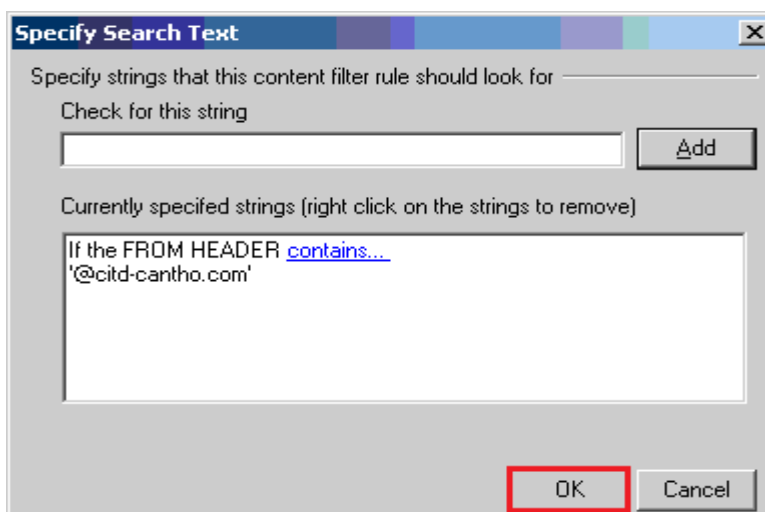 Specify Search Text
Specify strings that this content filter rule should look for
Check for this string
Add
Currently specifed strings (right click on the strings to remove)
If the FROM HEADER contains...
'@citd-cantho.com'
OK Cancel